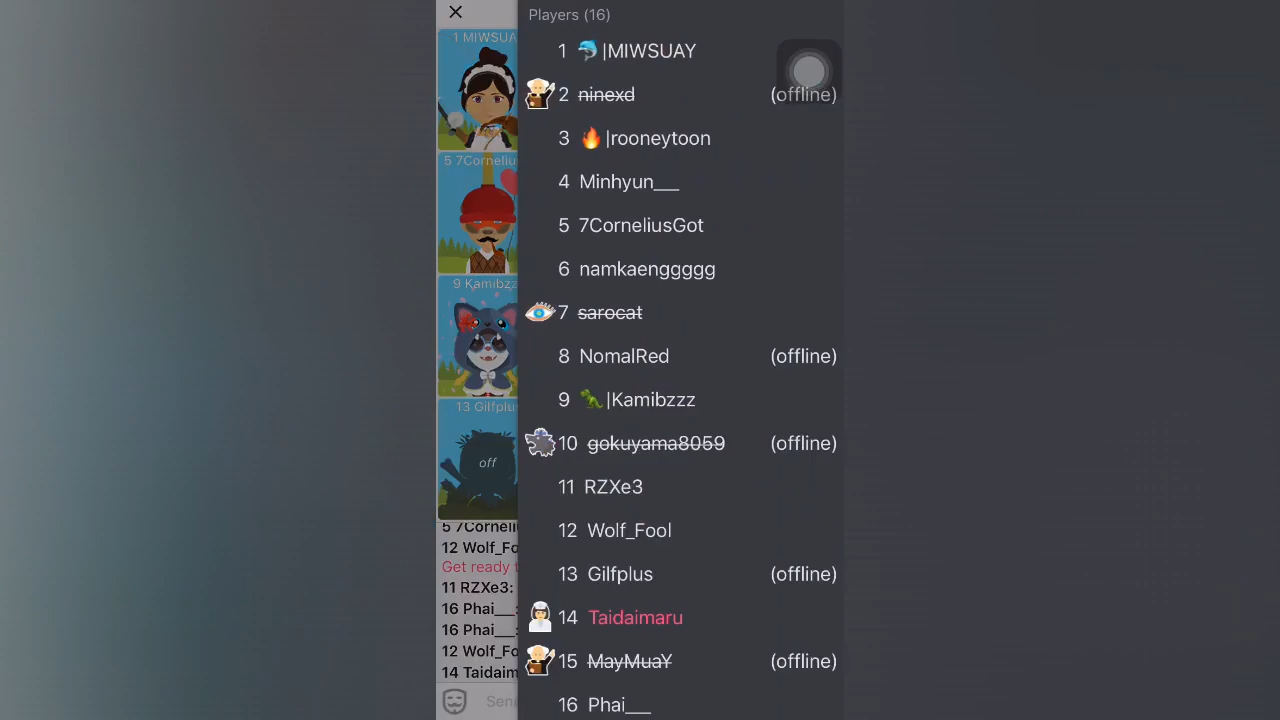 Players (16)
1 🐬|MIWSUAY
2 ninexd (offline)
3 🔥|rooneytoon
4 Minhyun___
5 7CorneliusGot
6 namkaenggggg
7 sarocat
8 NomalRed (offline)
9 🦖|Kamibzzz
10 gokuyama8059 (offline)
11 RZXe3
12 Wolf_Fool
13 Gilfplus (offline)
14 Taidaimaru
15 MayMuaY (offline)
16 Phai___
1 MIWSUA
5 7Corneliu
9 Kamibzz
13 Gilfplu
off
5 7Corneli
12 Wolf_Fo
Get ready
11 RZXe3:
16 Phai___:
16 Phai___:
12 Wolf_Fo
14 Taidaim
Send